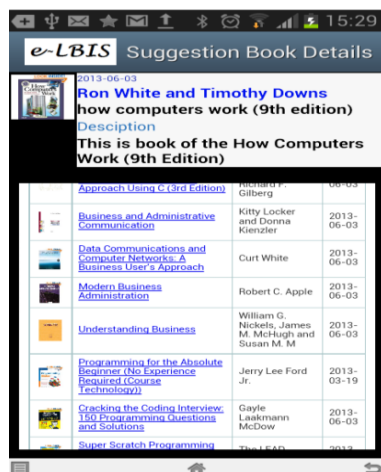 15:29
e-LBIS Suggestion Book Details
2013-06-03
Ron White and Timothy Downs
how computers work (9th edition)
Desciption
This is book of the How Computers
Work (9th Edition)
Approach Using C (3rd Edition)
Richard F.
Gilberg
06-03
Business and Administrative
Communication
Kitty Locker
and Donna
Kienzler
2013-
06-03
Data Communications and
Computer Networks: A
Business User's Approach
Curt White
2013-
06-03
Modern Business
Administration
Robert C. Apple
2013-
06-03
Understanding Business
William G.
Nickels, James
M. McHugh and
Susan M. M
2013-
06-03
Programming for the Absolute
Beginner (No Experience
Required (Course
Technology))
Jerry Lee Ford
Jr.
2013-
03-19
Cracking the Coding Interview:
150 Programming Questions
and Solutions
Gayle
Laakmann
McDow
2013-
06-03
Super Scratch Programming
The LEAD
2013-